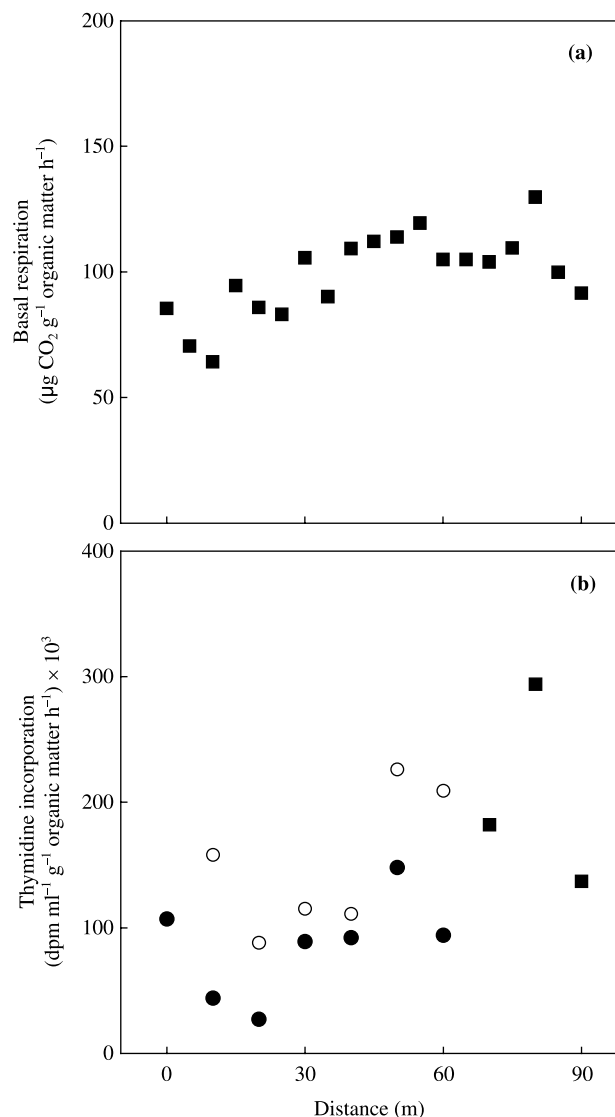 200
(a)
150
100
50
0
Basal respiration
(µg CO₂ g⁻¹ organic matter h⁻¹)
400
(b)
300
200
100
0
Thymidine incorporation
(dpm ml⁻¹ g⁻¹ organic matter h⁻¹) × 10³
0 30 60 90
Distance (m)